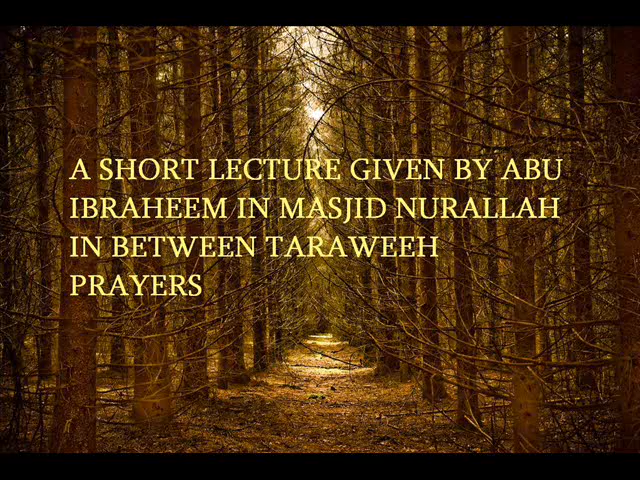 A SHORT LECTURE GIVEN BY ABU
IBRAHEEM IN MASJID NURALLAH
IN BETWEEN TARAWEEH
PRAYERS